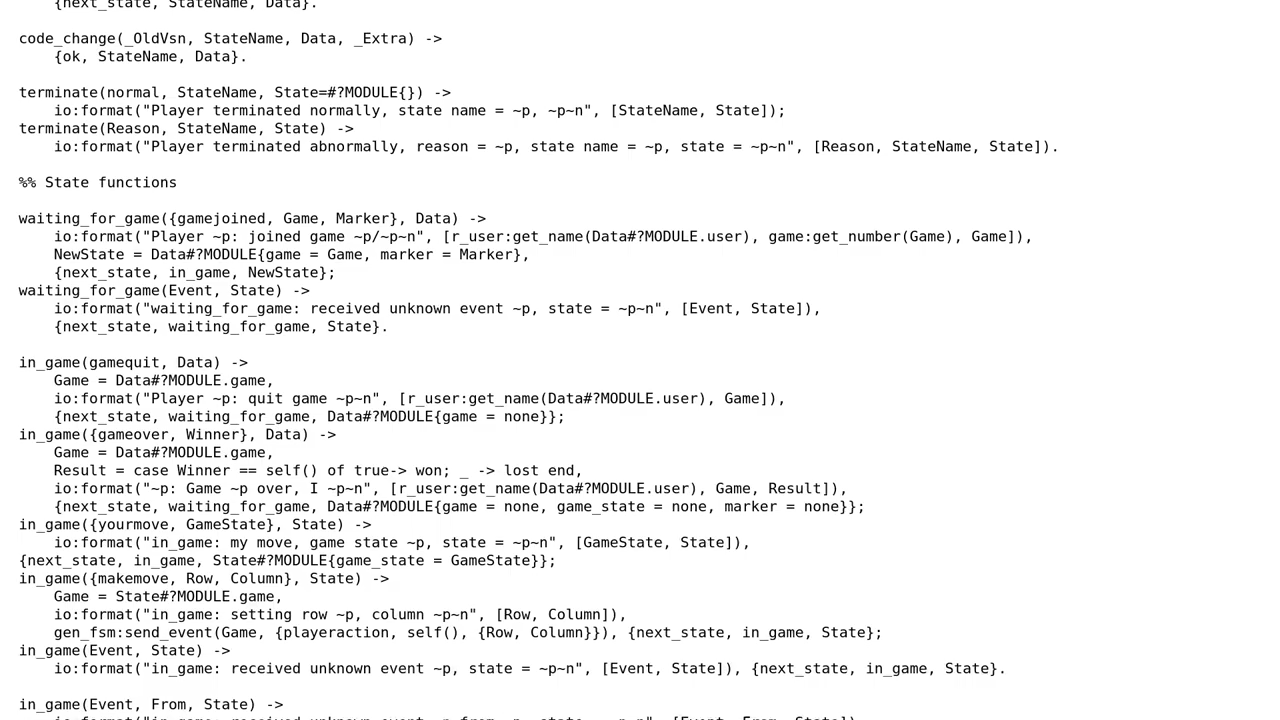 {next_state, StateName, Data}.

code_change(_OldVsn, StateName, Data, _Extra) ->
    {ok, StateName, Data}.

terminate(normal, StateName, State=#?MODULE{}) ->
    io:format("Player terminated normally, state name = ~p, ~p~n", [StateName, State]);
terminate(Reason, StateName, State) ->
    io:format("Player terminated abnormally, reason = ~p, state name = ~p, state = ~p~n", [Reason, StateName, State]).

%% State functions

waiting_for_game({gamejoined, Game, Marker}, Data) ->
    io:format("Player ~p: joined game ~p/~p~n", [r_user:get_name(Data#?MODULE.user), game:get_number(Game), Game]),
    NewState = Data#?MODULE{game = Game, marker = Marker},
    {next_state, in_game, NewState};
waiting_for_game(Event, State) ->
    io:format("waiting_for_game: received unknown event ~p, state = ~p~n", [Event, State]),
    {next_state, waiting_for_game, State}.

in_game(gamequit, Data) ->
    Game = Data#?MODULE.game,
    io:format("Player ~p: quit game ~p~n", [r_user:get_name(Data#?MODULE.user), Game]),
    {next_state, waiting_for_game, Data#?MODULE{game = none}};
in_game({gameover, Winner}, Data) ->
    Game = Data#?MODULE.game,
    Result = case Winner == self() of true-> won; _ -> lost end,
    io:format("~p: Game ~p over, I ~p~n", [r_user:get_name(Data#?MODULE.user), Game, Result]),
    {next_state, waiting_for_game, Data#?MODULE{game = none, game_state = none, marker = none}};
in_game({yourmove, GameState}, State) ->
    io:format("in_game: my move, game state ~p, state = ~p~n", [GameState, State]),
{next_state, in_game, State#?MODULE{game_state = GameState}};
in_game({makemove, Row, Column}, State) ->
    Game = State#?MODULE.game,
    io:format("in_game: setting row ~p, column ~p~n", [Row, Column]),
    gen_fsm:send_event(Game, {playeraction, self(), {Row, Column}}), {next_state, in_game, State};
in_game(Event, State) ->
    io:format("in_game: received unknown event ~p, state = ~p~n", [Event, State]), {next_state, in_game, State}.

in_game(Event, From, State) ->